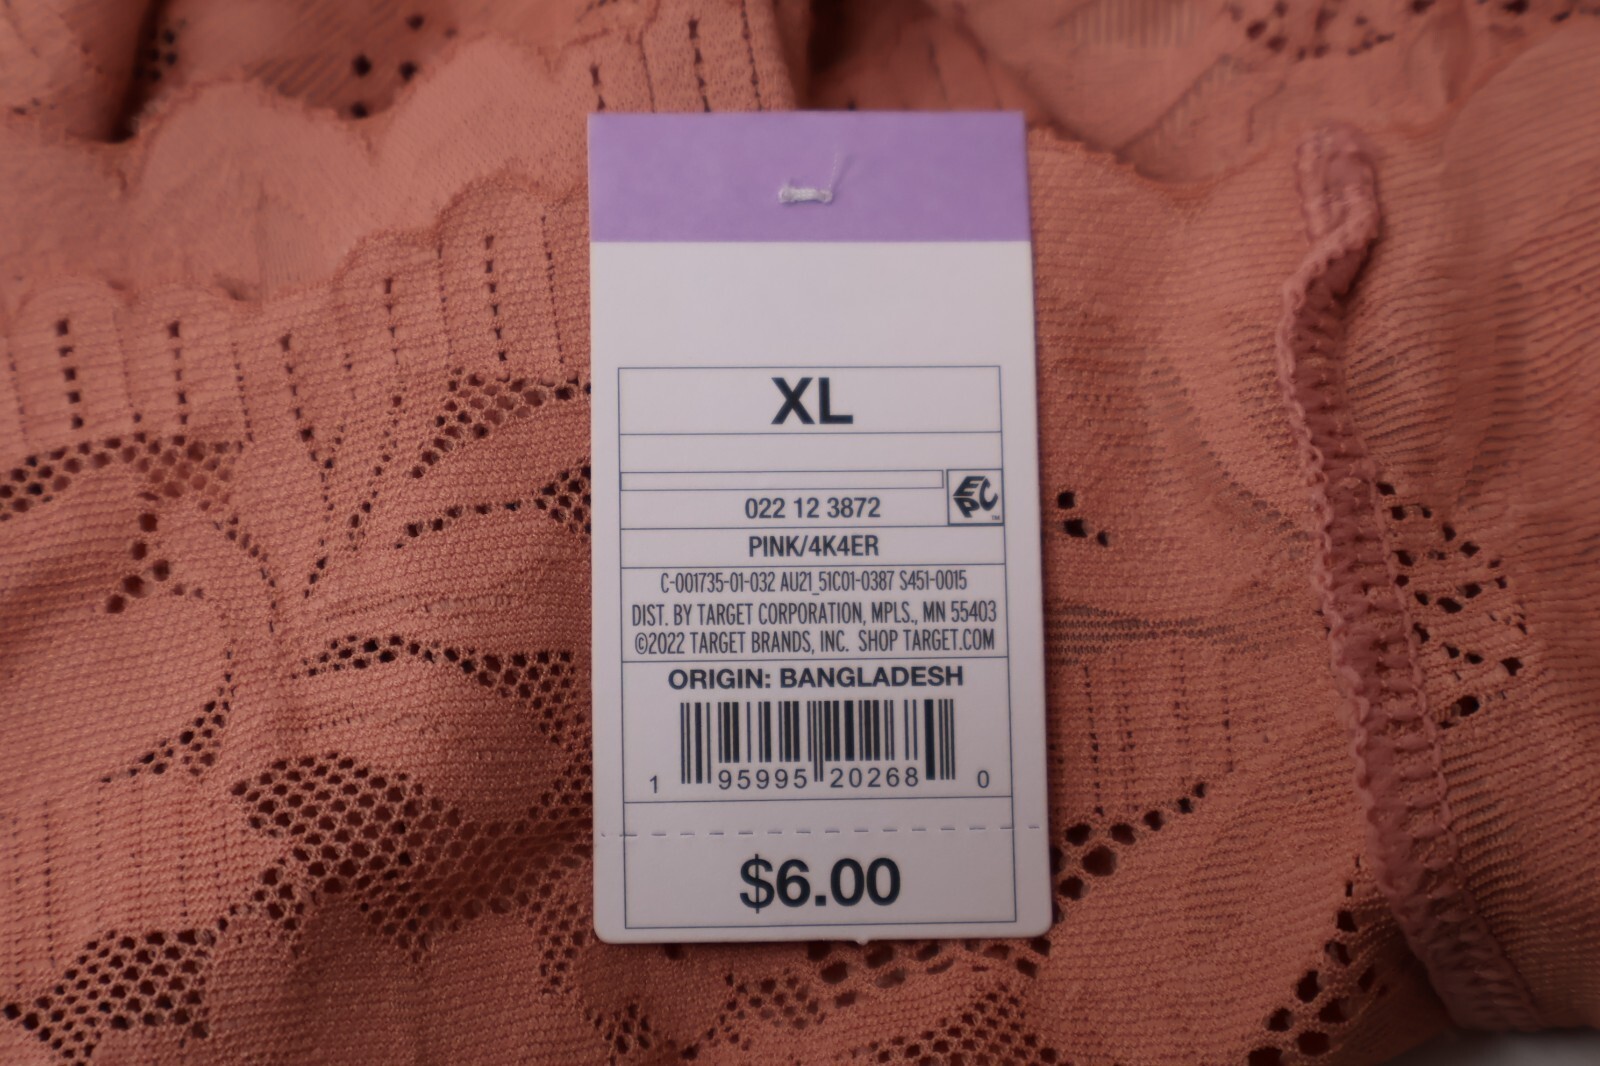 XL
EPC
™
022 12 3872
PINK/4K4ER
C-001735-01-032 AU21_51C01-0387 S451-0015
DIST. BY TARGET CORPORATION, MPLS., MN 55403
©2022 TARGET BRANDS, INC. SHOP TARGET.COM
ORIGIN: BANGLADESH
1 95995 20268 0
$6.00